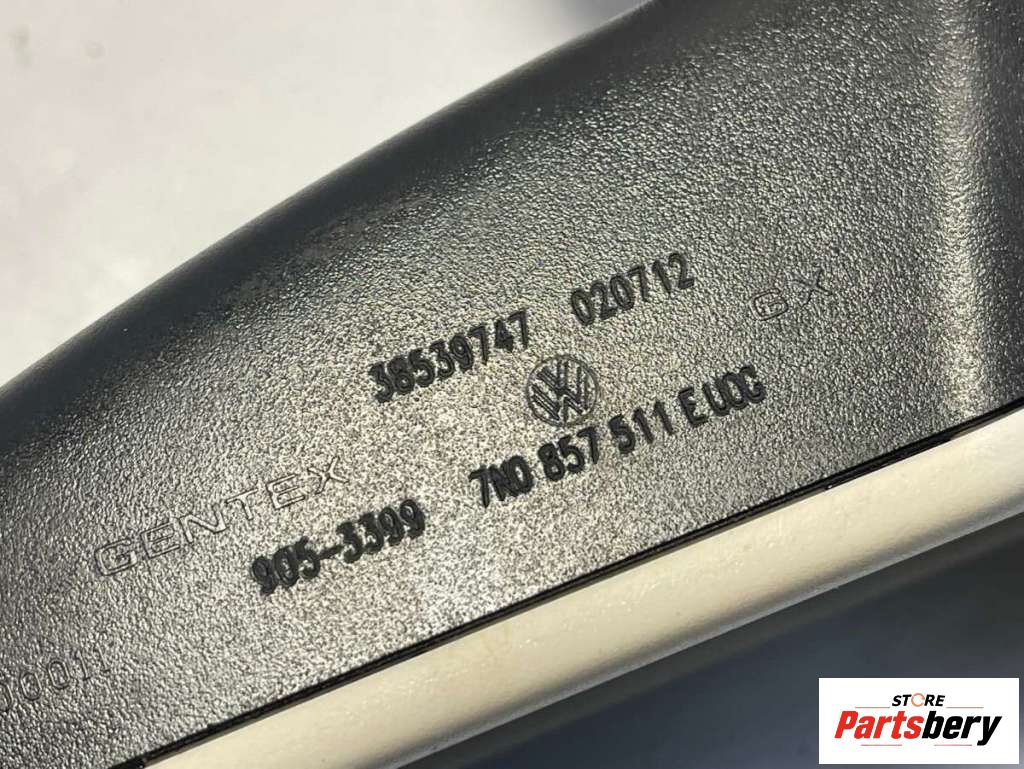 38539747 020712
GX
7N0 857 511 E UOC
GENTEX
905-3399
STORE
Partsbery